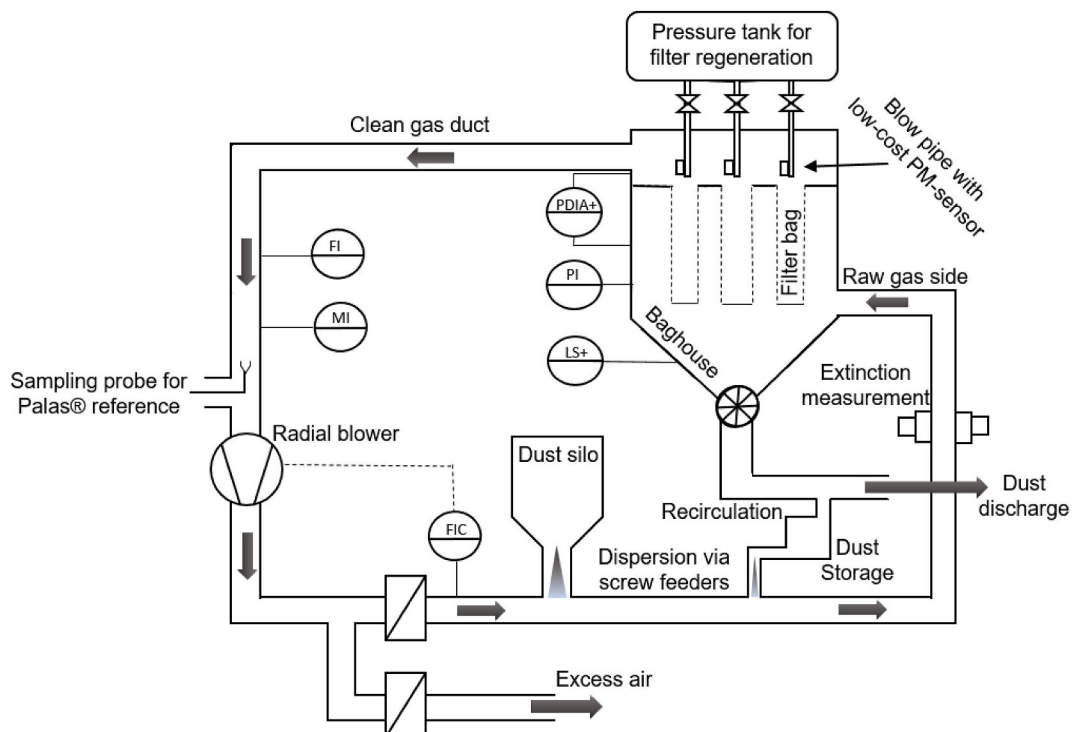 Pressure tank for
filter regeneration
Clean gas duct
Blow pipe with
low-cost PM-sensor
PDIA+
FI
Filter bag
PI
Raw gas side
MI
Baghouse
LS+
Sampling probe for
Palas® reference
Extinction
measurement
Radial blower
Dust silo
Dust
discharge
Recirculation
FIC
Dispersion via
screw feeders
Dust
Storage
Excess air